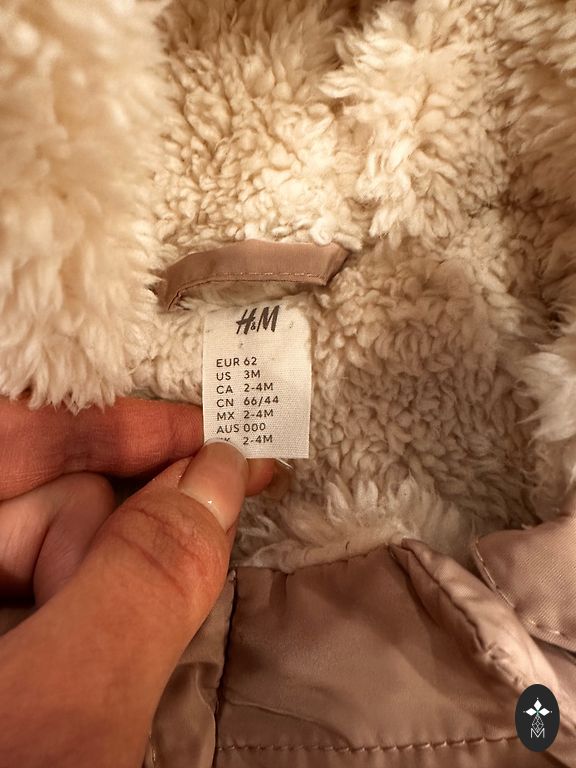 H&M
EUR 62
US 3M
CA 2-4M
CN 66/44
MX 2-4M
AUS 000
2-4M
M